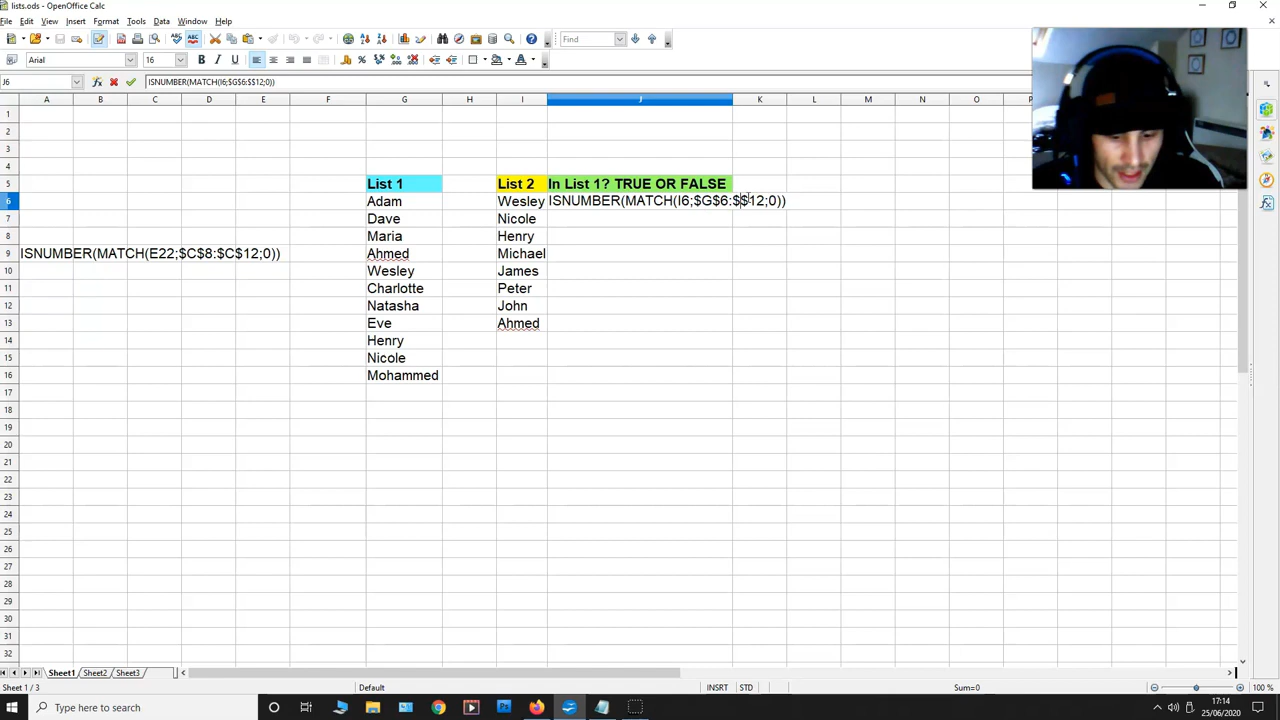 lists.ods - OpenOffice Calc
File Edit View Insert Format Tools Data Window Help
Find
Arial 16
J6 ISNUMBER(MATCH(I6;$G$6:$$12;0))
A B C D E F G H I J K L M N O P
1
2
3
4
5 List 1 List 2 In List 1? TRUE OR FALSE
6 Adam Wesley ISNUMBER(MATCH(I6;$G$6:$$12;0))
7 Dave Nicole
8 Maria Henry
9 ISNUMBER(MATCH(E22;$C$8:$C$12;0)) Ahmed Michael
10 Wesley James
11 Charlotte Peter
12 Natasha John
13 Eve Ahmed
14 Henry
15 Nicole
16 Mohammed
17
18
19
20
21
22
23
24
25
26
27
28
29
30
31
32
Sheet1 Sheet2 Sheet3
Sheet 1 / 3 Default INSRT STD Sum=0 100 %
Type here to search
17:14
25/06/2020